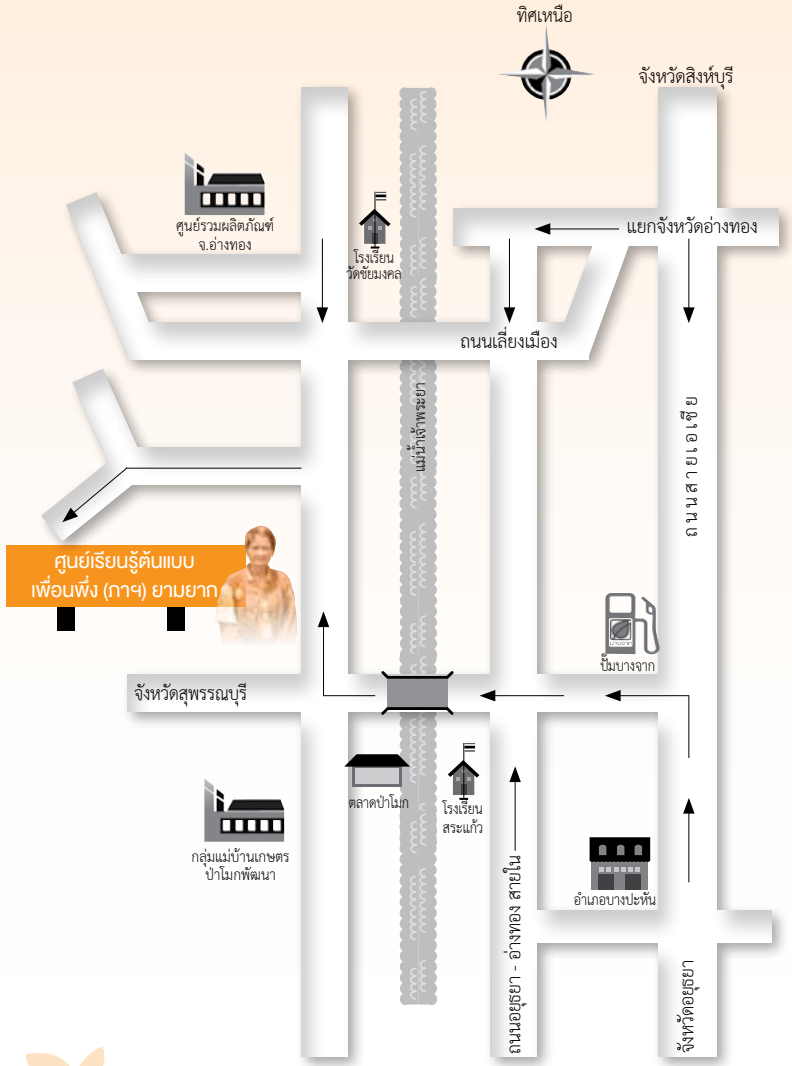 ทิศเหนือ
จังหวัดสิงห์บุรี
ศูนย์รวมผลิตภัณฑ์
จ.อ่างทอง
โรงเรียน
วัดชัยมงคล
แยกจังหวัดอ่างทอง
ถนนเลี่ยงเมือง
แม่น้ำเจ้าพระยา
ถนนสายเอเชีย
ศูนย์เรียนรู้ต้นแบบ
เพื่อนพึ่ง (ภาฯ) ยามยาก
บางจาก
ปั๊มบางจาก
จังหวัดสุพรรณบุรี
ตลาดป่าโมก
โรงเรียน
สระแก้ว
กลุ่มแม่บ้านเกษตร
ป่าโมกพัฒนา
อำเภอบางปะหัน
ถนนอยุธยา - อ่างทอง สายใน
จังหวัดอยุธยา